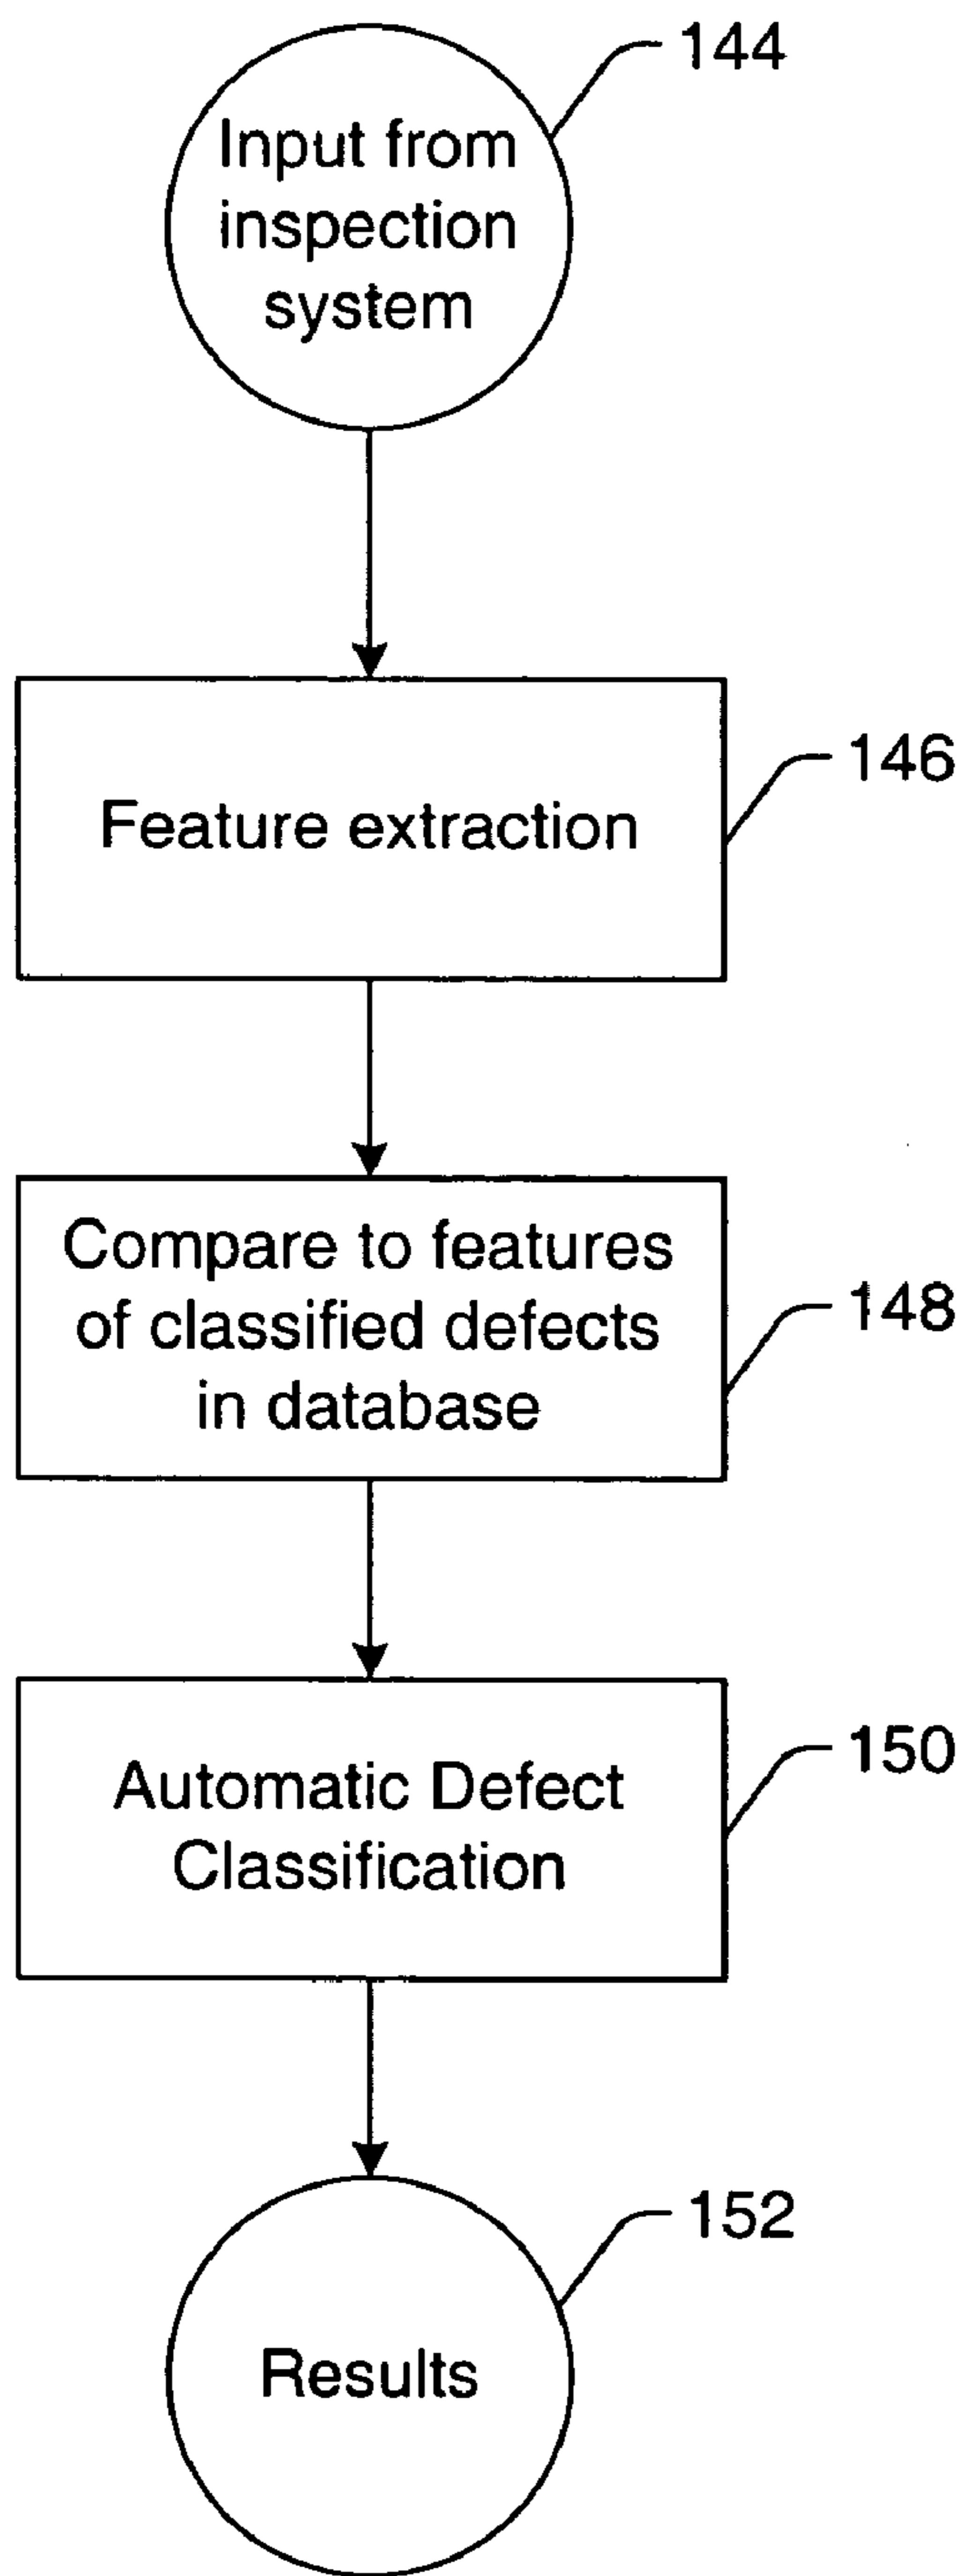 144
Input from
inspection
system
146
Feature extraction
Compare to features
of classified defects
in database
148
150
Automatic Defect
Classification
152
Results